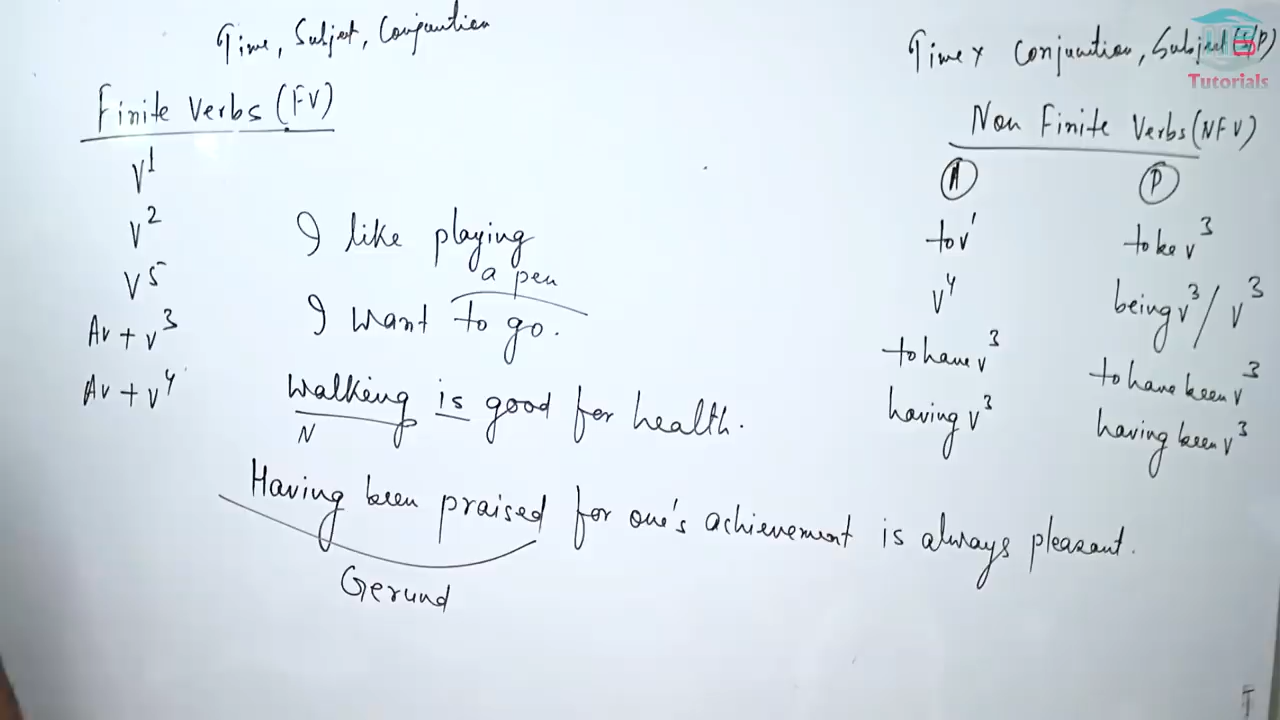 Time, Subject, Conjunction
Time x Conjunction, Subject (S/P)
Tutorials
Finite Verbs (FV)
Non Finite Verbs (NFV)
V¹
V²
V⁵
Av + V³
Av + V⁴
I like playing
a pen
I want to go.
Walking is good for health.
N
Having been praised for one's achievement is always pleasant.
Gerund
A
P
to V¹
to be V³
V⁴
being V³ / V³
to have V³
to have been V³
having V³
having been V³